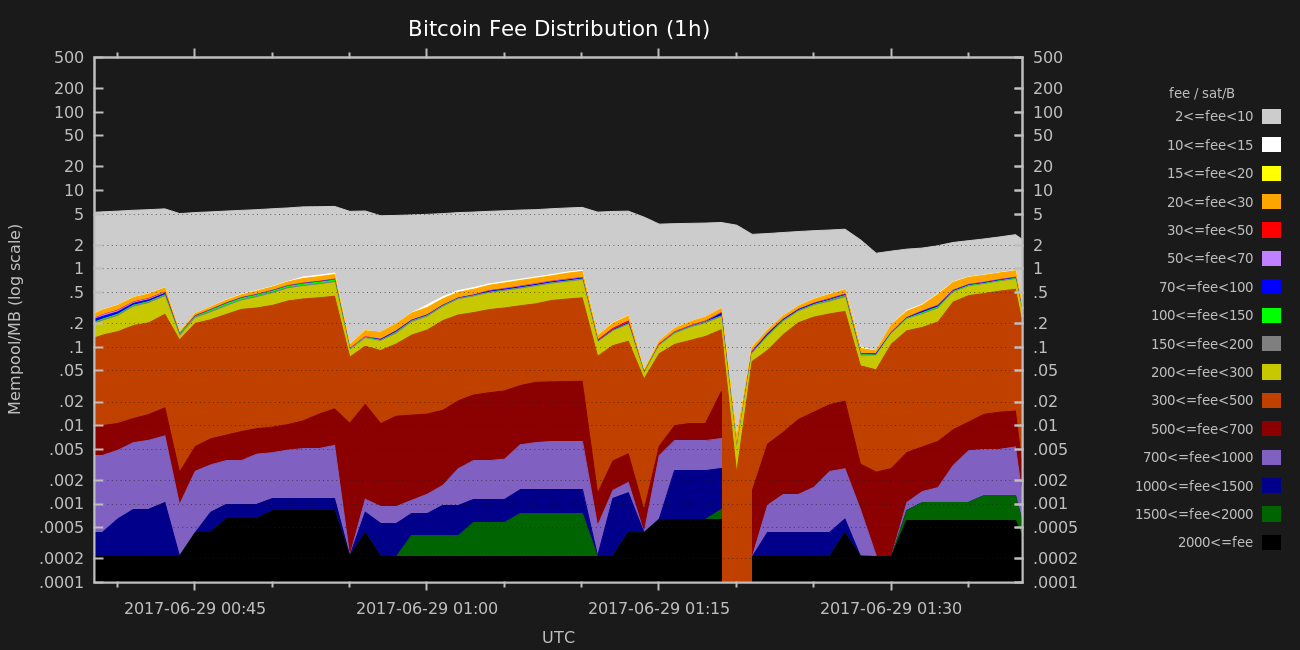 Bitcoin Fee Distribution (1h)
500 500
200 200
100 100
50 50
20 20
10 10
5 5
2 2
1 1
.5 .5
.2 .2
.1 .1
.05 .05
.02 .02
.01 .01
.005 .005
.002 .002
.001 .001
.0005 .0005
.0002 .0002
.0001 .0001
Mempool/MB (log scale)
2017-06-29 00:45 2017-06-29 01:00 2017-06-29 01:15 2017-06-29 01:30
UTC
fee / sat/B
2<=fee<10
10<=fee<15
15<=fee<20
20<=fee<30
30<=fee<50
50<=fee<70
70<=fee<100
100<=fee<150
150<=fee<200
200<=fee<300
300<=fee<500
500<=fee<700
700<=fee<1000
1000<=fee<1500
1500<=fee<2000
2000<=fee